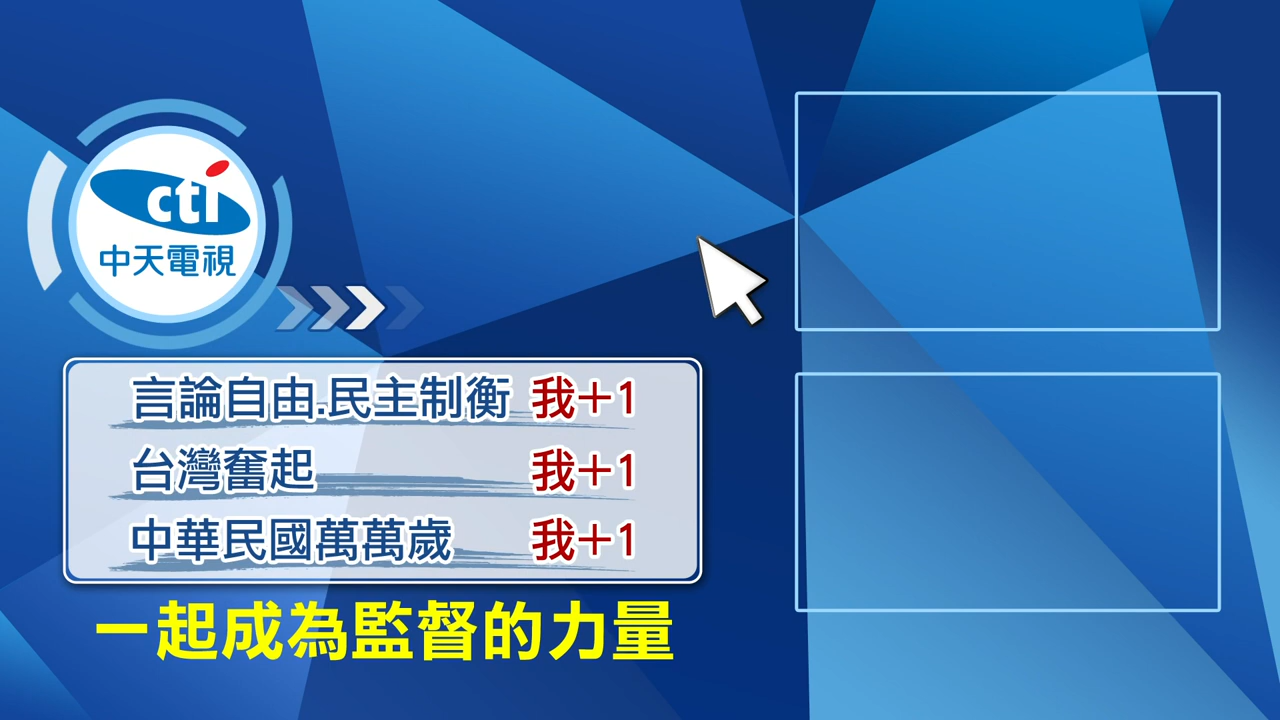 cti
中天電視
言論自由.民主制衡 我+1
台灣奮起 我+1
中華民國萬萬歲 我+1
一起成為監督的力量